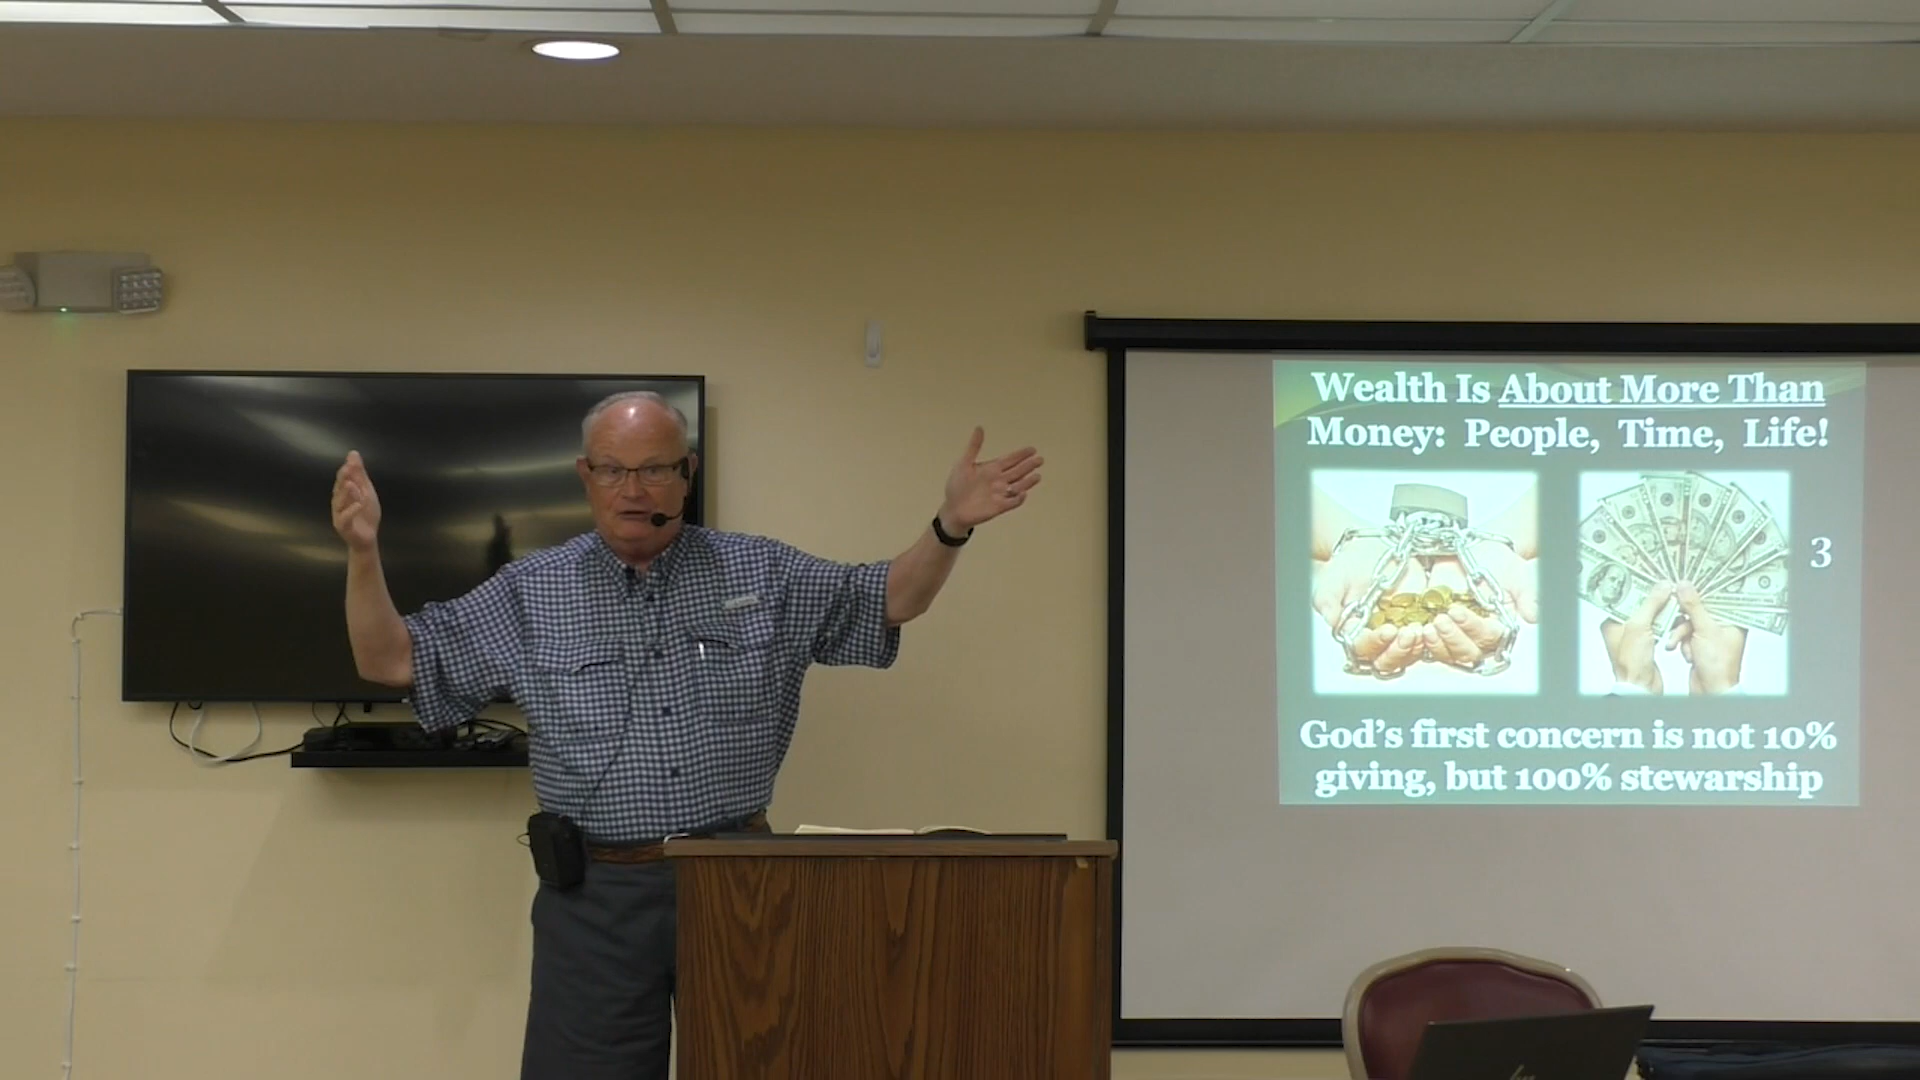 Wealth Is About More Than
Money: People, Time, Life!
3
God's first concern is not 10%
giving, but 100% stewarship
hp